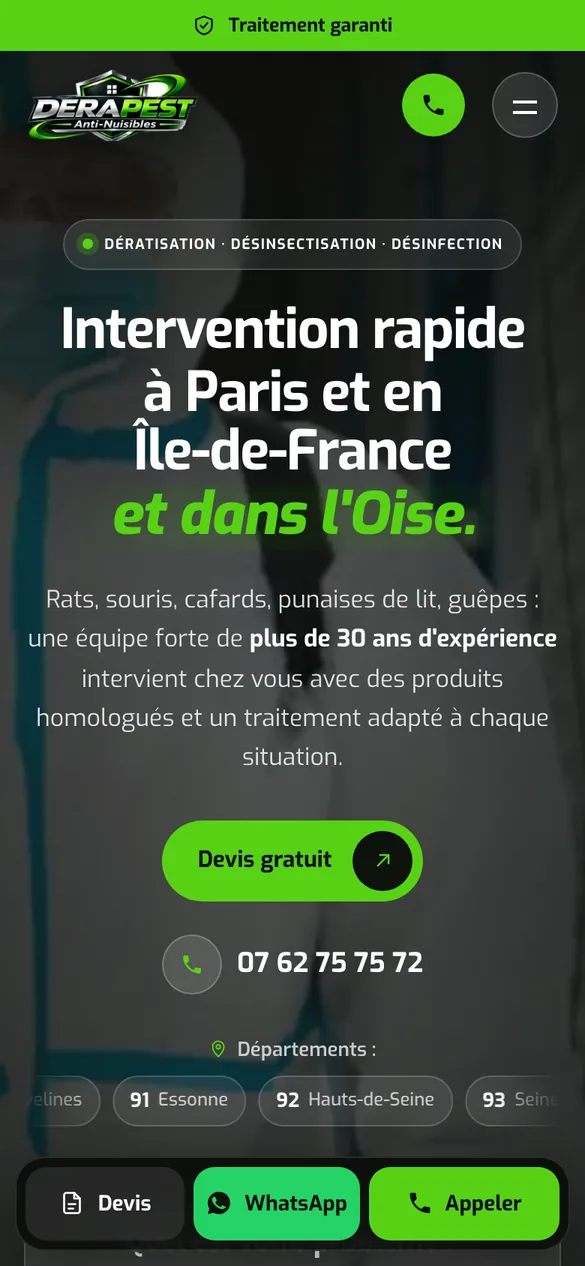 Traitement garanti
DERAPEST
Anti-Nuisibles
DÉRATISATION · DÉSINSECTISATION · DÉSINFECTION
Intervention rapide
à Paris et en
Île-de-France
et dans l'Oise.
Rats, souris, cafards, punaises de lit, guêpes :
une équipe forte de plus de 30 ans d'expérience
intervient chez vous avec des produits
homologués et un traitement adapté à chaque
situation.
Devis gratuit
07 62 75 75 72
Départements :
velines 91 Essonne 92 Hauts-de-Seine 93 Seine
Devis WhatsApp Appeler